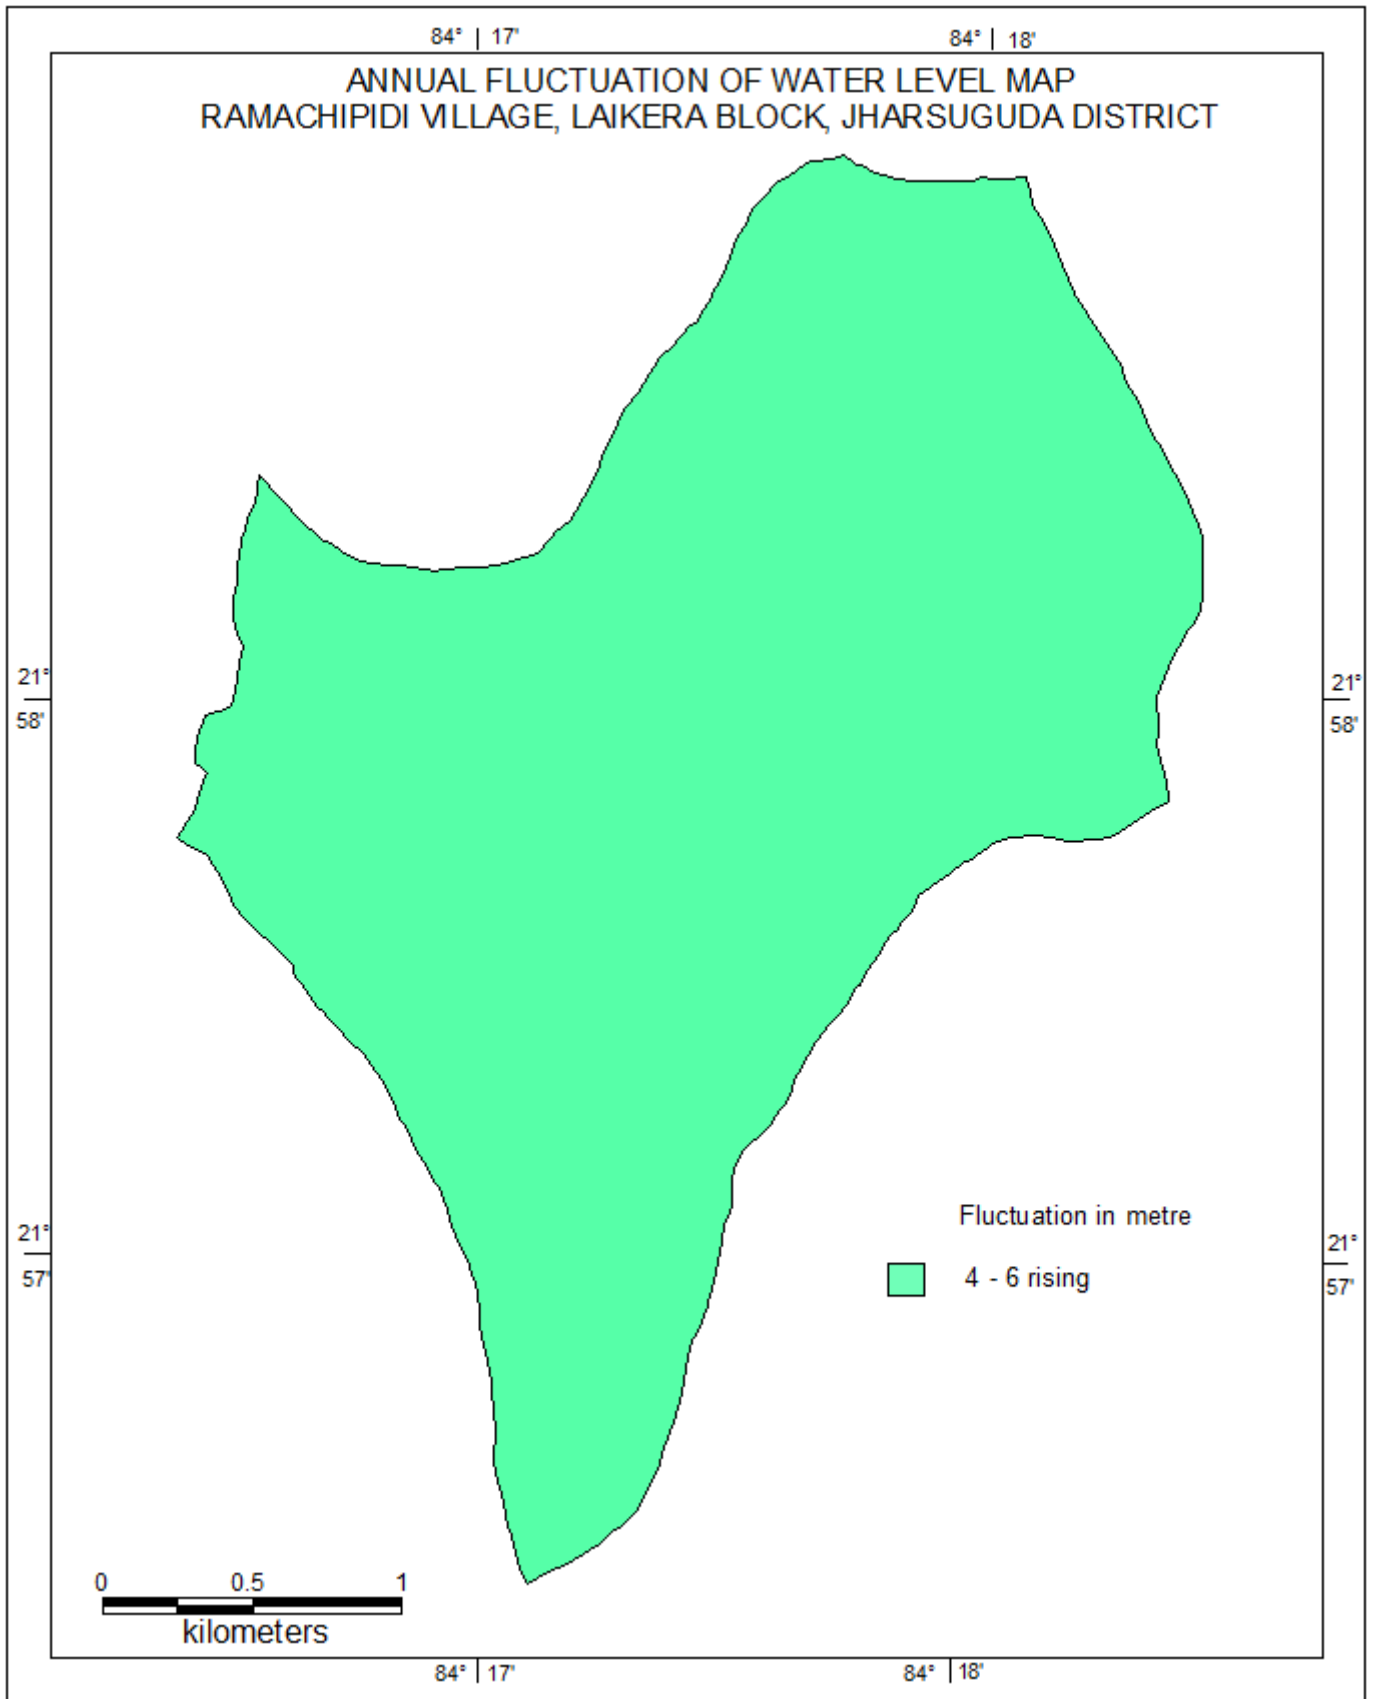 84° 17' 84° 18'
ANNUAL FLUCTUATION OF WATER LEVEL MAP
RAMACHIPIDI VILLAGE, LAIKERA BLOCK, JHARSUGUDA DISTRICT
21° 21°
58' 58'
Fluctuation in metre
21° 21°
57' 57'
4 - 6 rising
0 0.5 1
kilometers
84° 17' 84° 18'